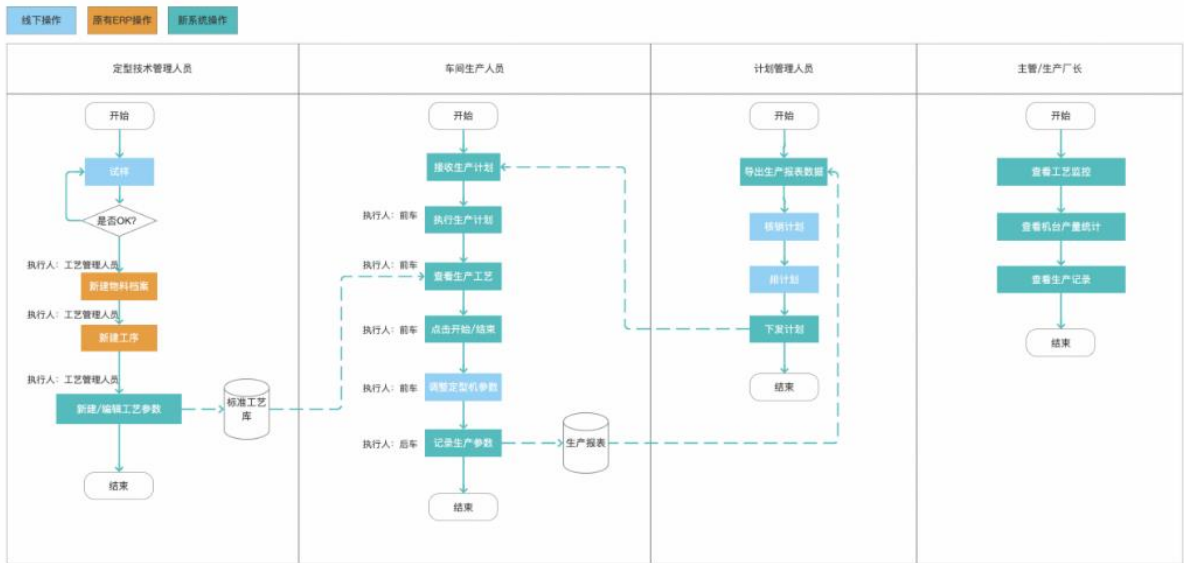 线下操作
原有ERP操作
新系统操作
定型技术管理人员
车间生产人员
计划管理人员
主管/生产厂长
开始
试样
是否OK?
执行人：工艺管理人员
新建物料档案
执行人：工艺管理人员
新建工序
执行人：工艺管理人员
新建/编辑工艺参数
标准工艺
库
结束
开始
接收生产计划
执行人：前车
执行生产计划
执行人：前车
查看生产工艺
执行人：前车
点击开始/结束
执行人：前车
调整定型机参数
执行人：后车
记录生产参数
生产报表
结束
开始
导出生产报表数据
核销计划
排计划
下发计划
结束
开始
查看工艺监控
查看机台产量统计
查看生产记录
结束